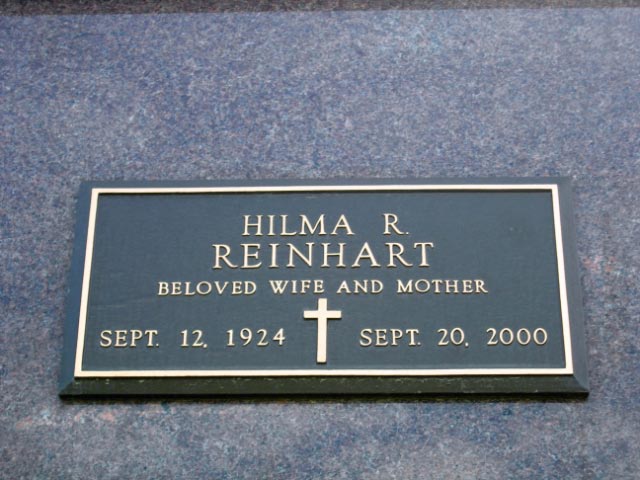 HILMA R.
REINHART
BELOVED WIFE AND MOTHER
SEPT. 12, 1924 SEPT. 20, 2000